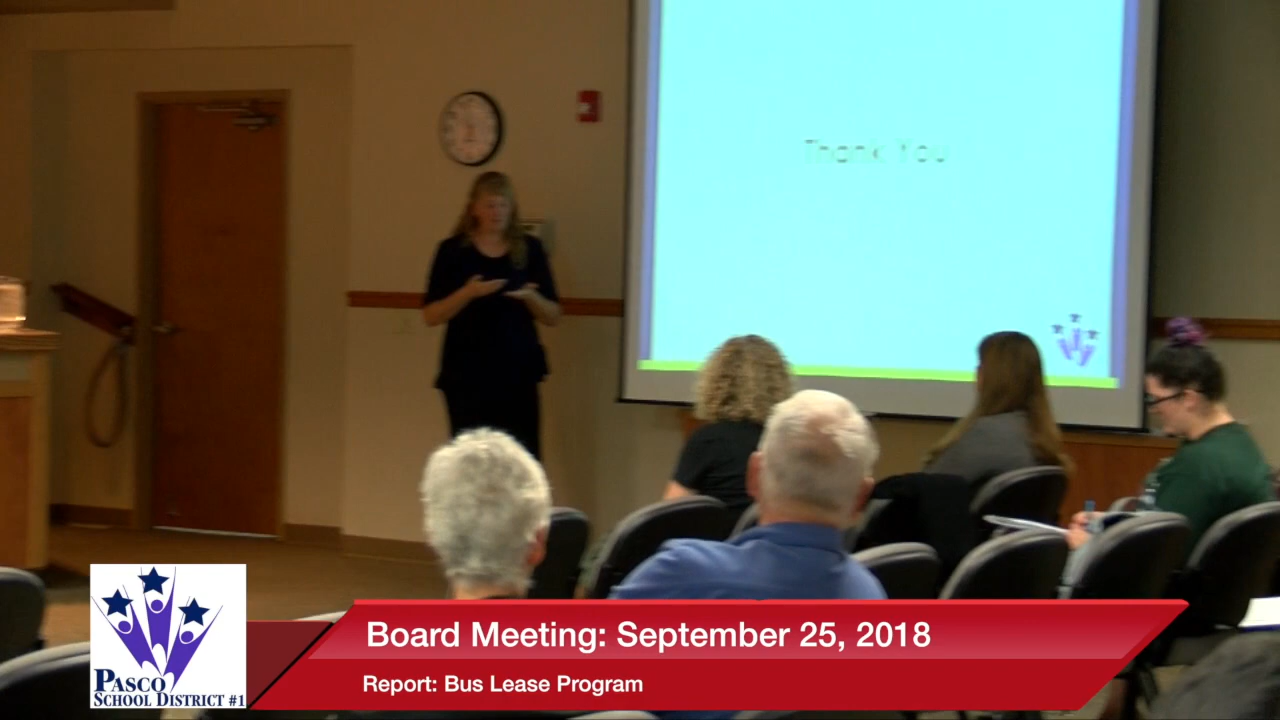 Thank You
Board Meeting: September 25, 2018
Report: Bus Lease Program
PASCO
SCHOOL DISTRICT #1